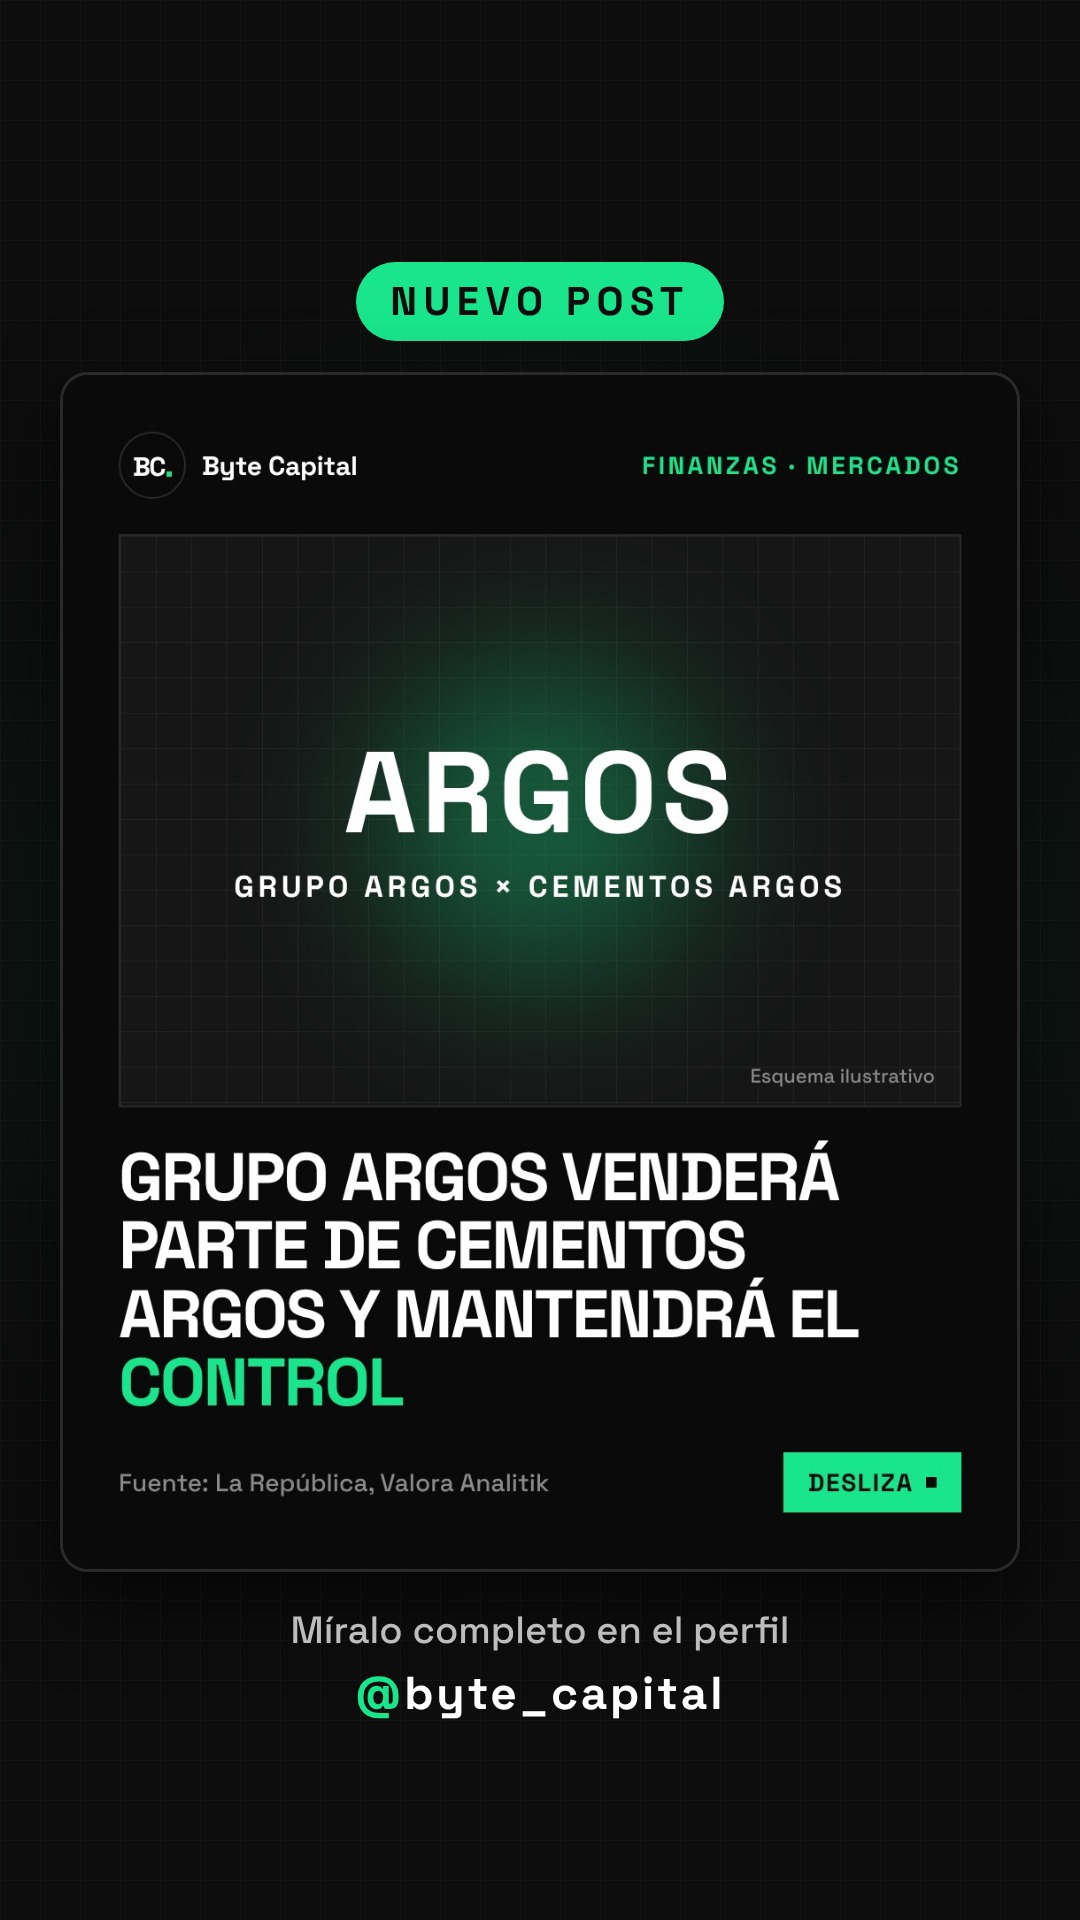 NUEVO POST
BC.
Byte Capital
FINANZAS · MERCADOS
ARGOS
GRUPO ARGOS × CEMENTOS ARGOS
Esquema ilustrativo
GRUPO ARGOS VENDERÁ
PARTE DE CEMENTOS
ARGOS Y MANTENDRÁ EL
CONTROL
Fuente: La República, Valora Analitik
DESLIZA ■
Míralo completo en el perfil
@byte_capital